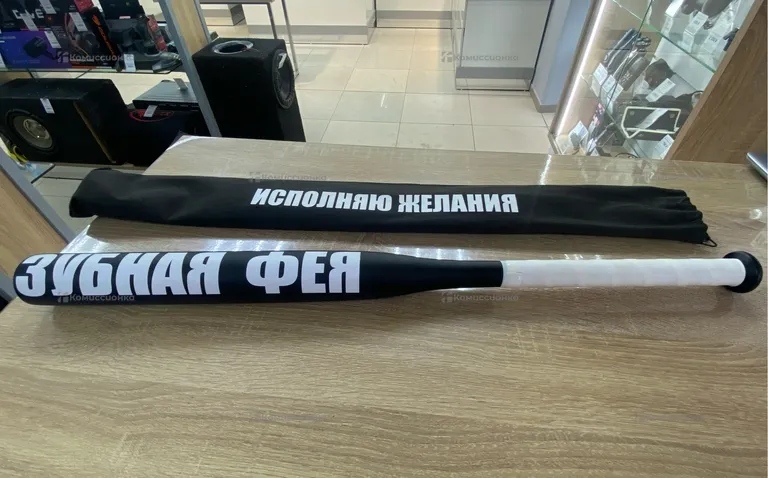 Комиссионка
Комиссионка
Комиссионка
ИСПОЛНЯЮ ЖЕЛАНИЯ
ЗУБНАЯ ФЕЯ
Комиссионка
Комиссионка